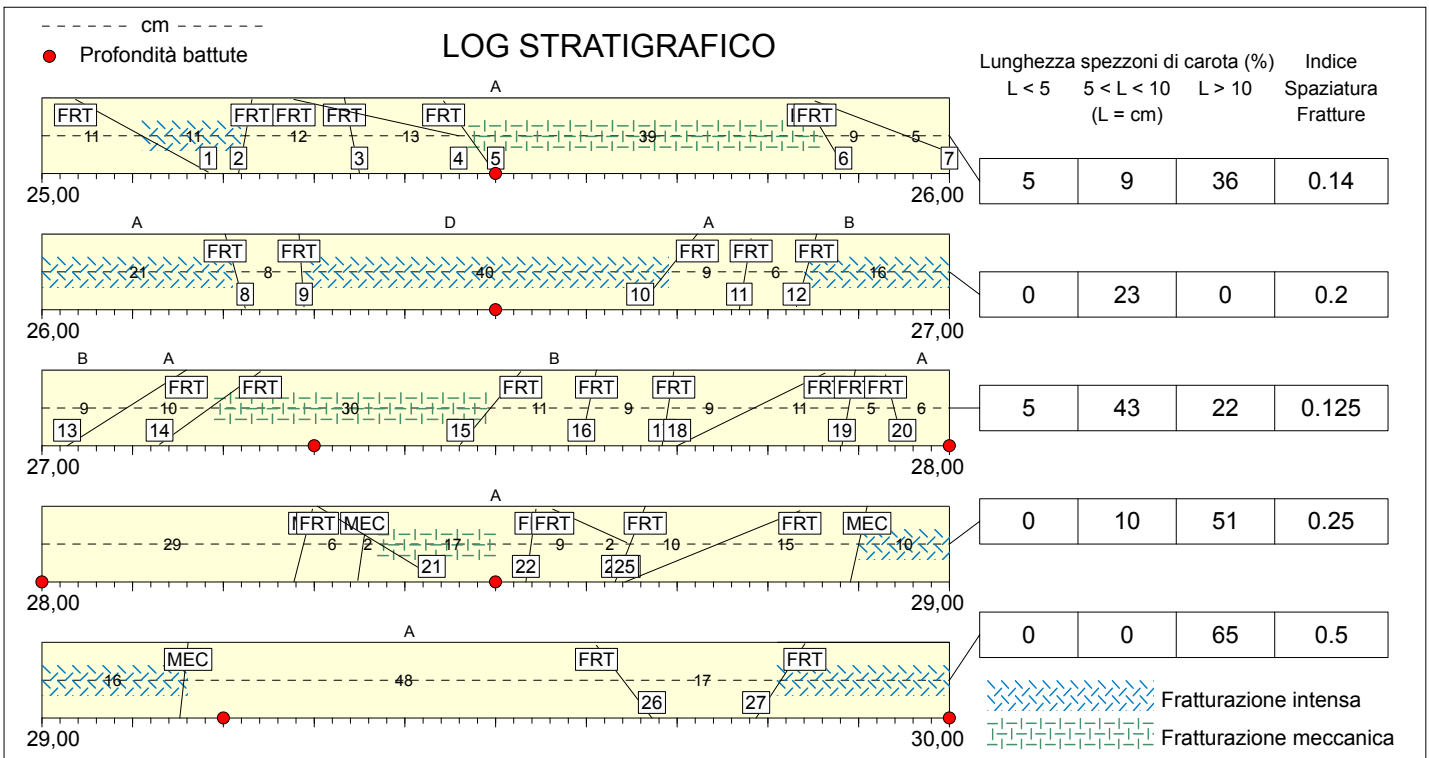 cm
LOG STRATIGRAFICO
Profondità battute
Lunghezza spezzoni di carota (%)
Indice
L < 5
5 < L < 10
L > 10
Spaziatura
(L = cm)
Fratture
A
FRT FRT FRT FRT FRT FRT
11 11 12 13 39 9 5
1 2 3 4 5 6 7
25,00 26,00
5 9 36 0.14
A D A B
FRT FRT FRT FRT FRT
21 8 40 9 6 16
8 9 10 11 12
26,00 27,00
0 23 0 0.2
B A B A
FRT FRT FRT FRT FRT FRT FRT
9 10 30 11 9 9 11 5 6
13 14 15 16 18 19 20
27,00 28,00
5 43 22 0.125
A
FRT MEC FRT FRT FRT MEC
29 6 2 17 9 2 10 15 10
21 22 25
28,00 29,00
0 10 51 0.25
A
MEC FRT FRT
16 48 17
26 27
29,00 30,00
0 0 65 0.5
Fratturazione intensa
Fratturazione meccanica